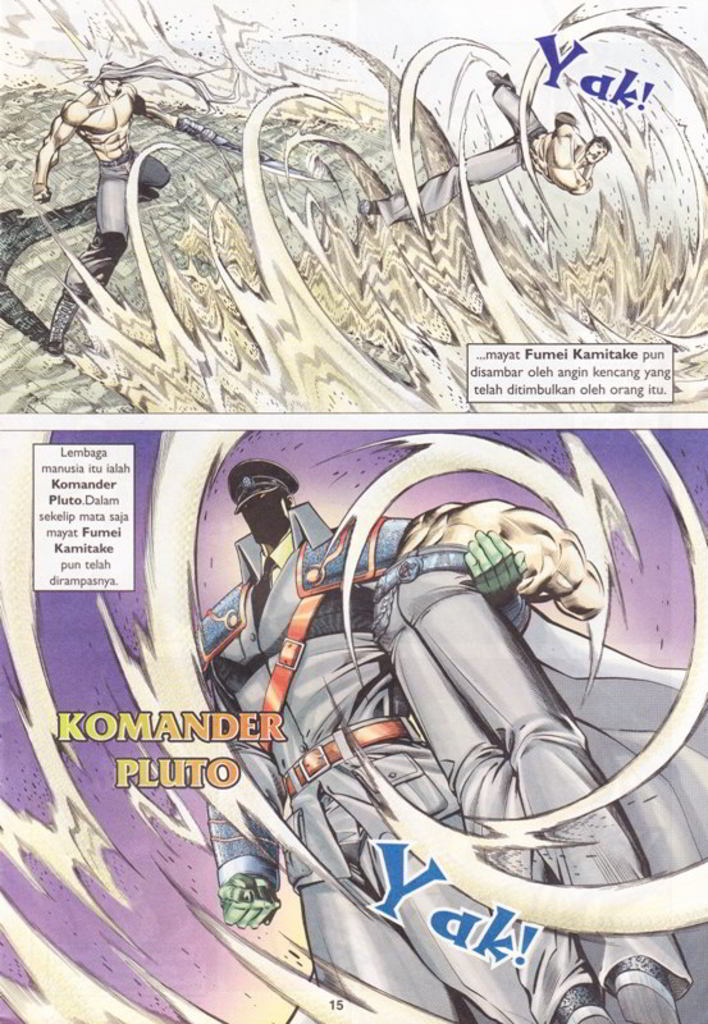 Yak!
...mayat Fumei Kamitake pun
disambar oleh angin kencang yang
telah ditimbulkan oleh orang itu.
Lembaga
manusia itu ialah
Komander
Pluto.Dalam
sekelip mata saja
mayat Fumei
Kamitake
pun telah
dirampasnya.
KOMANDER
PLUTO
Yak!
15